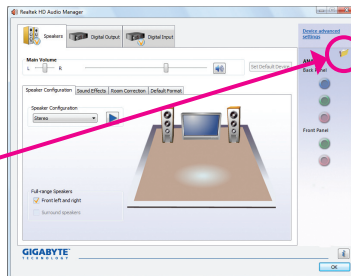 Realtek HD Audio Manager
Speakers
Digital Output
Digital Input
Device advanced
settings
Main Volume
L
R
Set Default Device
ANA
Back Panel
Speaker Configuration
Sound Effects
Room Correction
Default Format
Speaker Configuration
Stereo
Front Panel
Full-range Speakers
Front left and right
Surround speakers
GIGABYTE
TECHNOLOGY
OK